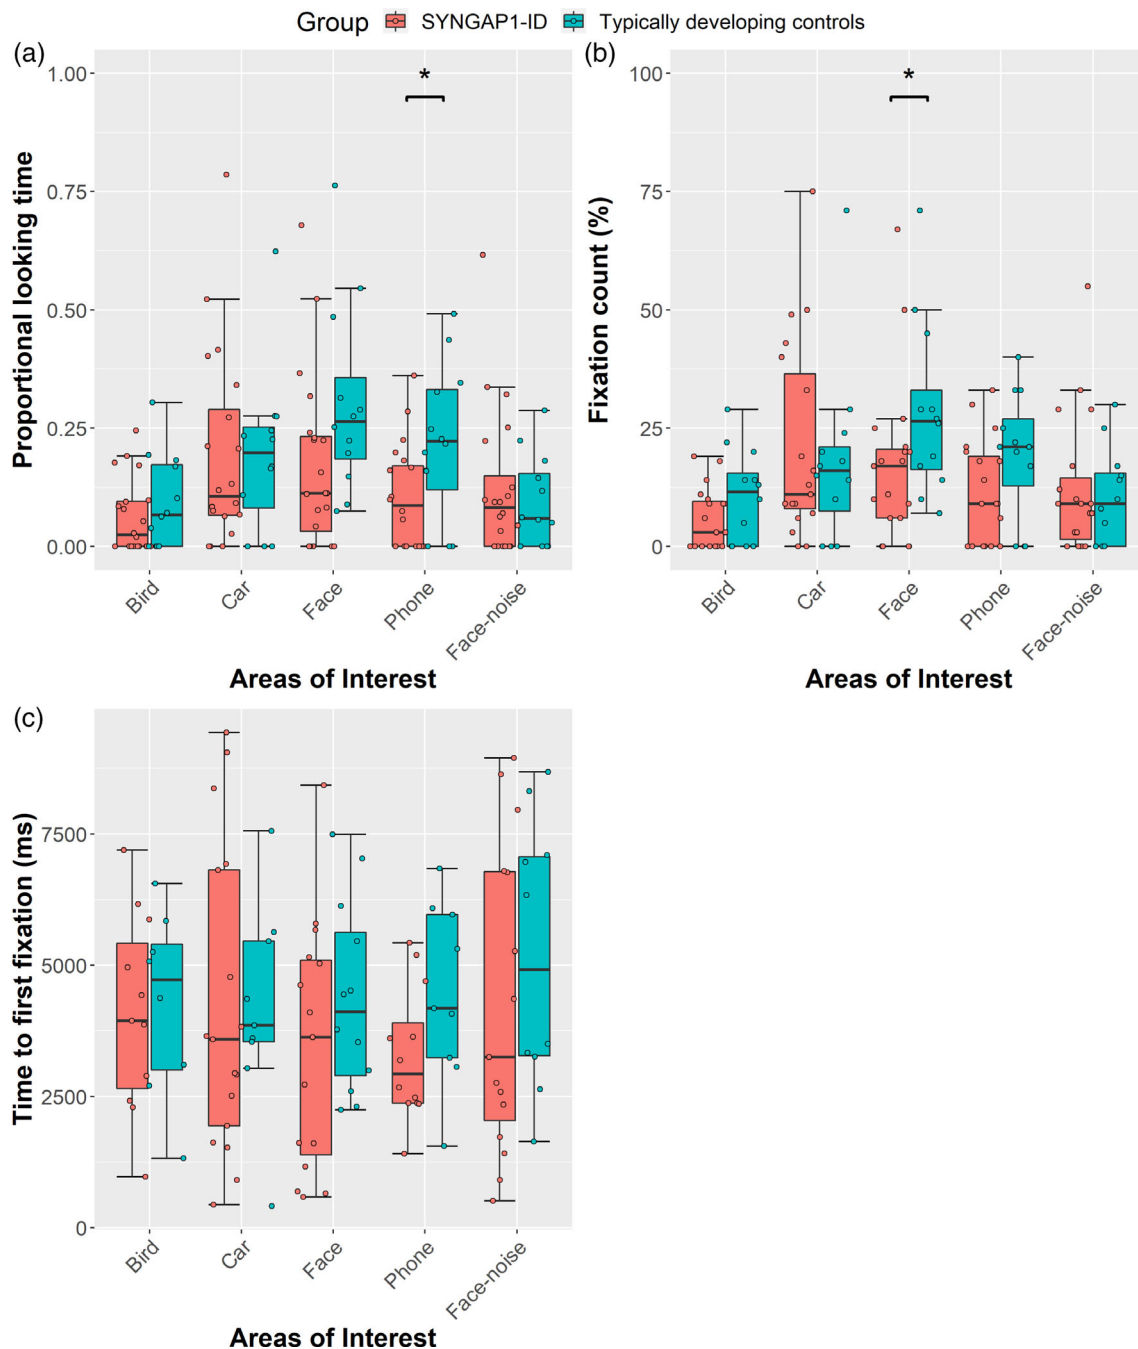 Group SYNGAP1-ID Typically developing controls
(a)
*
1.00
0.75
0.50
0.25
0.00
Proportional looking time
Bird Car Face Phone Face-noise
Areas of Interest
(b)
*
100
75
50
25
0
Fixation count (%)
Bird Car Face Phone Face-noise
Areas of Interest
(c)
7500
5000
2500
0
Time to first fixation (ms)
Bird Car Face Phone Face-noise
Areas of Interest